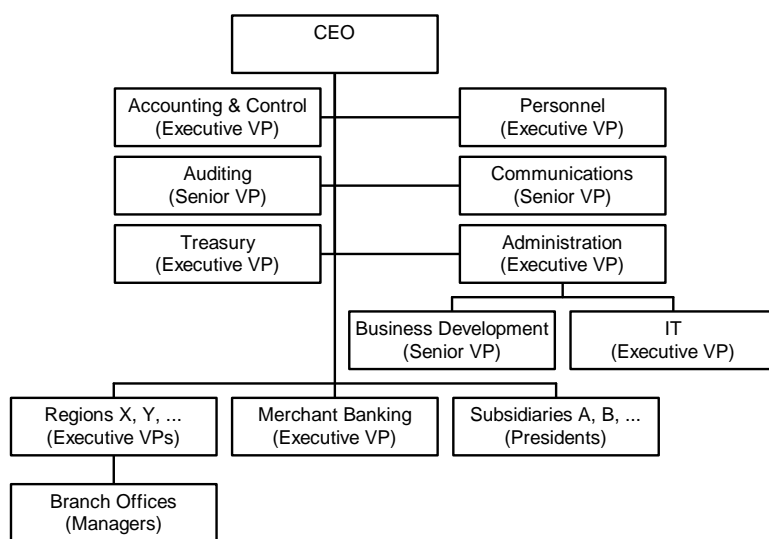 CEO
Accounting & Control
(Executive VP)
Personnel
(Executive VP)
Auditing
(Senior VP)
Communications
(Senior VP)
Treasury
(Executive VP)
Administration
(Executive VP)
Business Development
(Senior VP)
IT
(Executive VP)
Regions X, Y, ...
(Executive VPs)
Merchant Banking
(Executive VP)
Subsidiaries A, B, ...
(Presidents)
Branch Offices
(Managers)